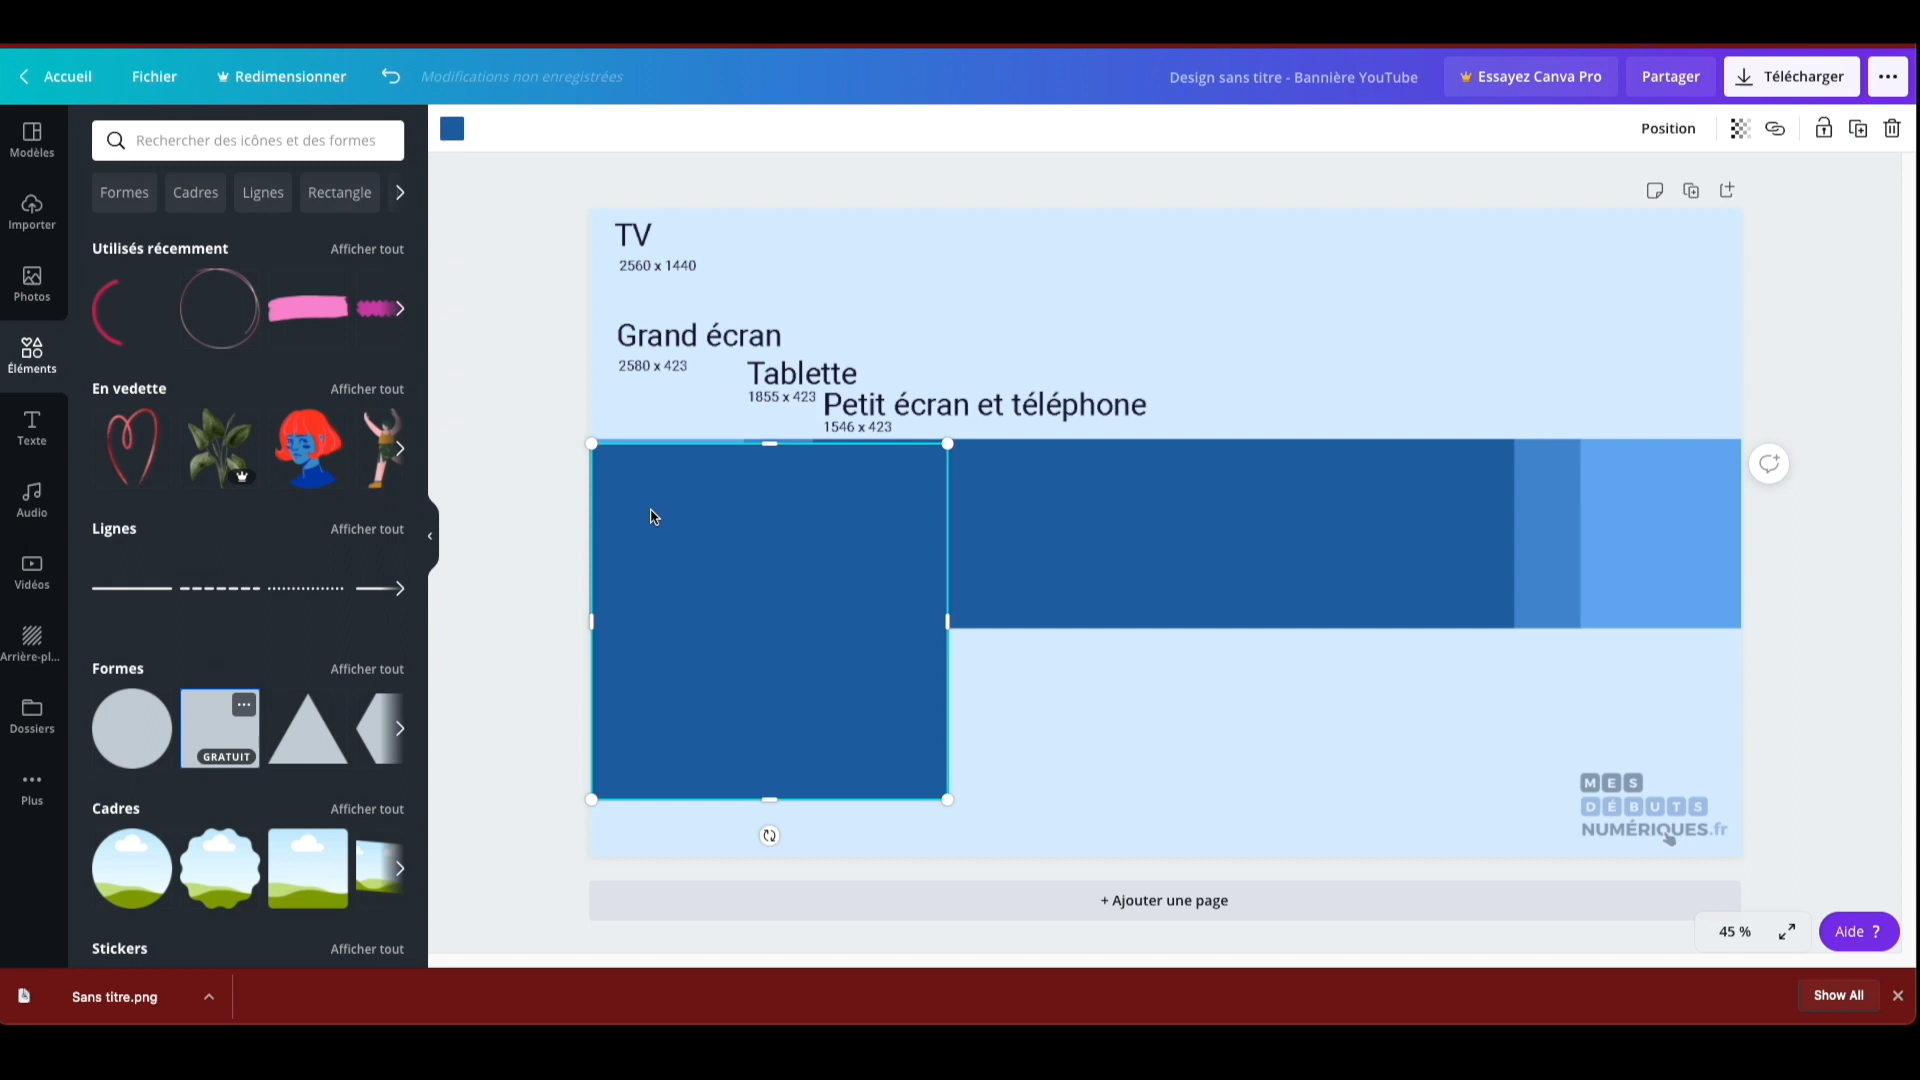 Accueil
Fichier
Redimensionner
Modifications non enregistrées
Design sans titre - Bannière YouTube
Essayez Canva Pro
Partager
Télécharger
Modèles
Importer
Photos
Éléments
Texte
Audio
Vidéos
Arrière-pl...
Dossiers
Plus
Rechercher des icônes et des formes
Formes
Cadres
Lignes
Rectangle
Utilisés récemment
Afficher tout
En vedette
Afficher tout
Lignes
Afficher tout
Formes
Afficher tout
GRATUIT
Cadres
Afficher tout
Stickers
Afficher tout
Position
TV
2560 x 1440
Grand écran
2580 x 423
Tablette
1855 x 423
Petit écran et téléphone
1546 x 423
MES
DÉBUTS
NUMÉRIQUES.fr
+ Ajouter une page
45 %
Aide ?
Sans titre.png
Show All